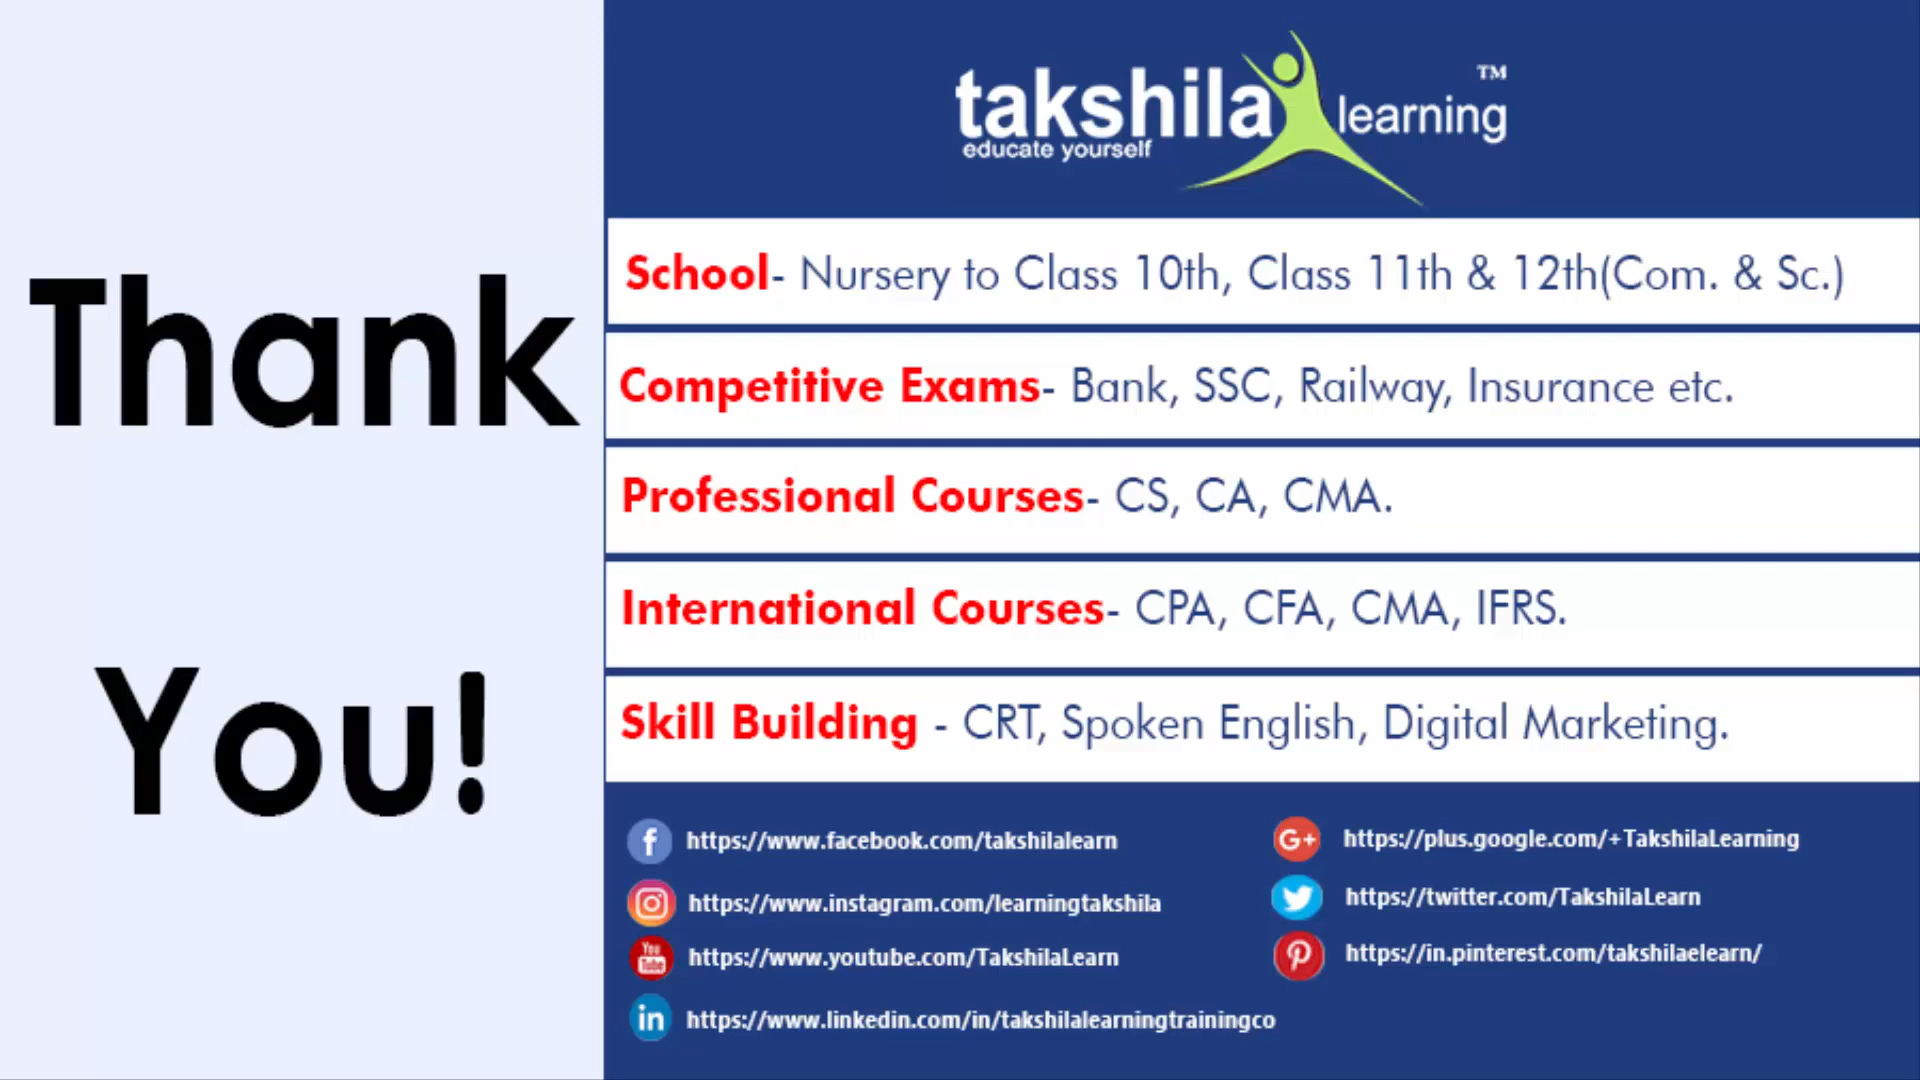 Thank
You!
takshila learning TM
educate yourself
School- Nursery to Class 10th, Class 11th & 12th(Com. & Sc.)
Competitive Exams- Bank, SSC, Railway, Insurance etc.
Professional Courses- CS, CA, CMA.
International Courses- CPA, CFA, CMA, IFRS.
Skill Building - CRT, Spoken English, Digital Marketing.
f https://www.facebook.com/takshilalearn
https://www.instagram.com/learningtakshila
You Tube https://www.youtube.com/TakshilaLearn
in https://www.linkedin.com/in/takshilalearningtrainingco
G+ https://plus.google.com/+TakshilaLearning
https://twitter.com/TakshilaLearn
https://in.pinterest.com/takshilaelearn/